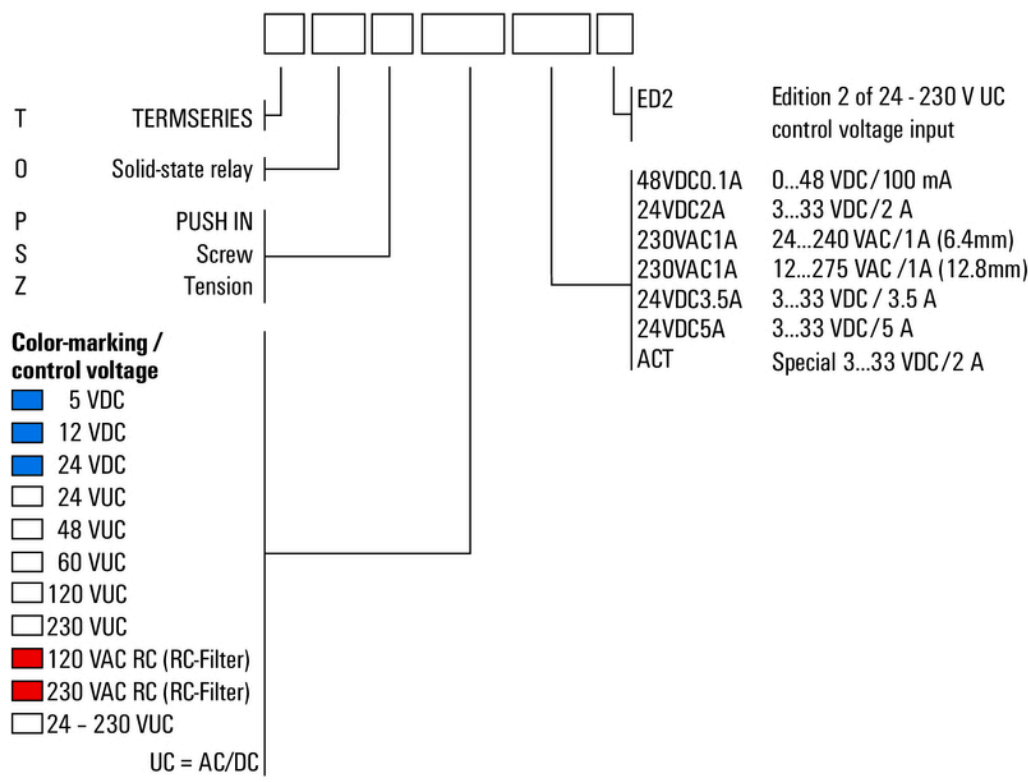 T TERMSERIES
O Solid-state relay
P PUSH IN
S Screw
Z Tension
Color-marking /
control voltage
5 VDC
12 VDC
24 VDC
24 VUC
48 VUC
60 VUC
120 VUC
230 VUC
120 VAC RC (RC-Filter)
230 VAC RC (RC-Filter)
24 – 230 VUC
UC = AC/DC
ED2 Edition 2 of 24 - 230 V UC
control voltage input
48VDC0.1A 0...48 VDC/100 mA
24VDC2A 3...33 VDC/2 A
230VAC1A 24...240 VAC/1A (6.4mm)
230VAC1A 12...275 VAC /1A (12.8mm)
24VDC3.5A 3...33 VDC / 3.5 A
24VDC5A 3...33 VDC/5 A
ACT Special 3...33 VDC/2 A